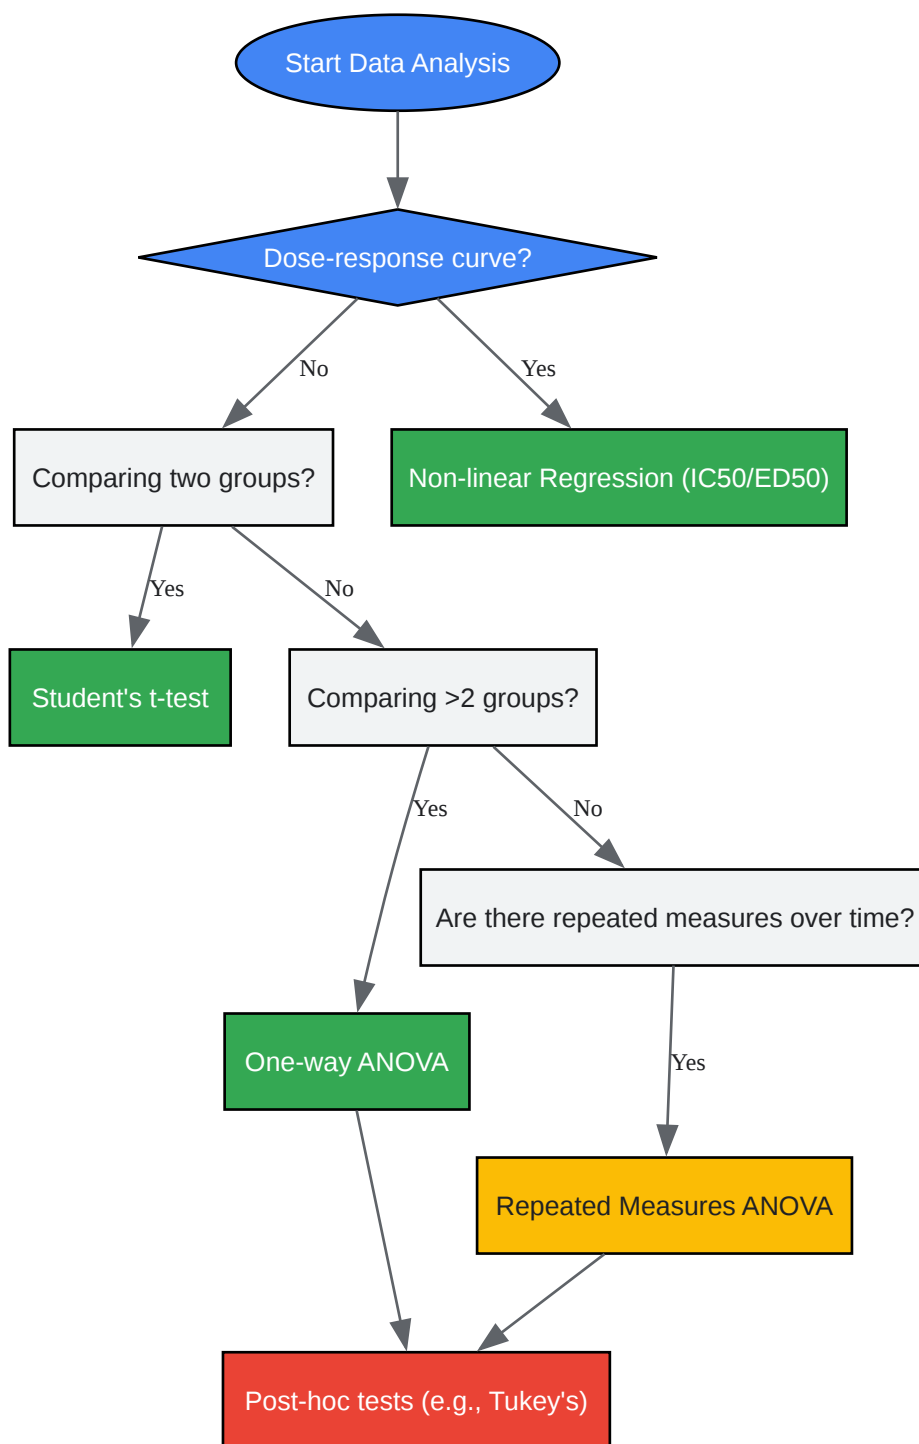 Start Data Analysis
Dose-response curve?
No
Yes
Comparing two groups?
Non-linear Regression (IC50/ED50)
Yes
No
Student's t-test
Comparing >2 groups?
Yes
No
Are there repeated measures over time?
One-way ANOVA
Yes
Repeated Measures ANOVA
Post-hoc tests (e.g., Tukey's)